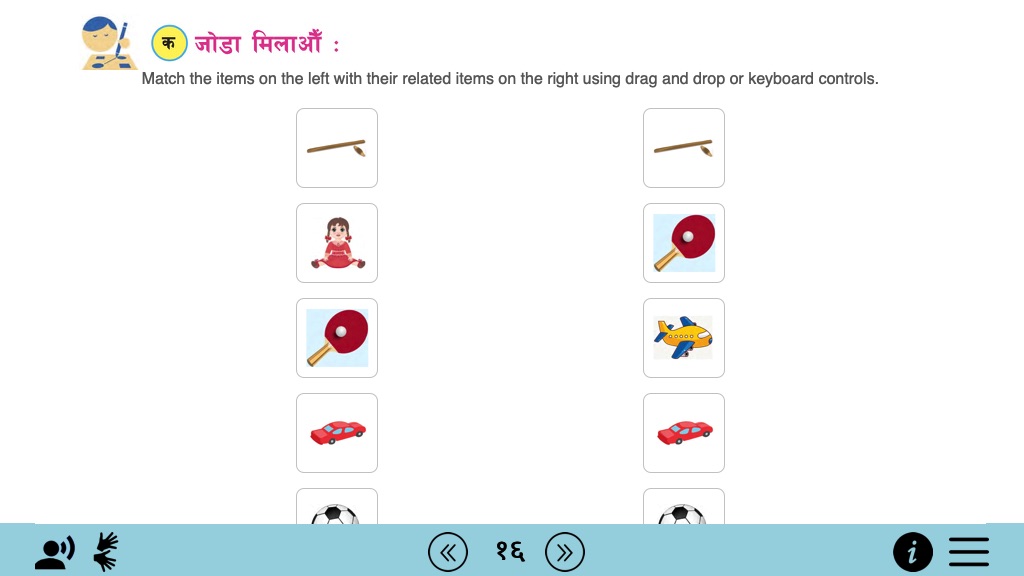 क जोडा मिलाऔँ :
Match the items on the left with their related items on the right using drag and drop or keyboard controls.
१६
i